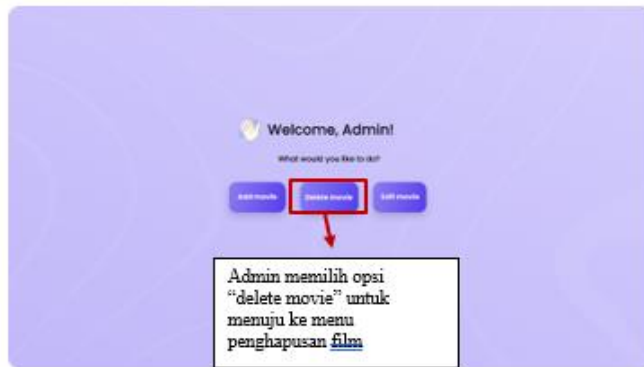 Welcome, Admin!
What would you like to do?
Add movie
Delete movie
Edit movie
Admin memilih opsi
“delete movie” untuk
menuju ke menu
penghapusan film